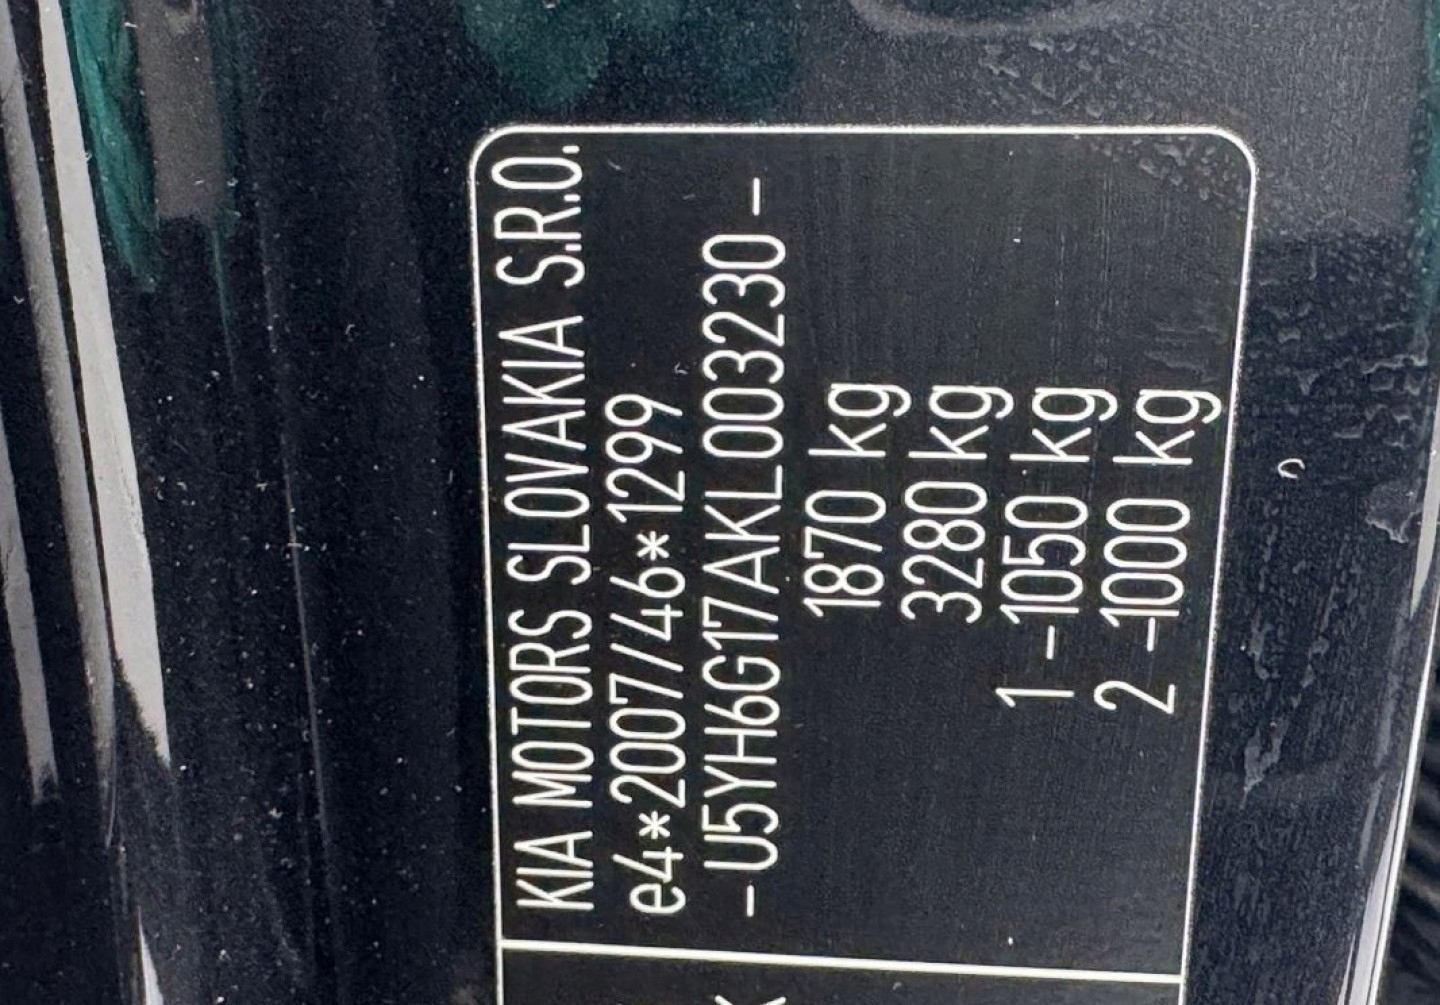 KIA MOTORS SLOVAKIA S.R.O.
e4*2007/46*1299
-U5YH6G17AKL003230-
1870 kg
3280 kg
1-1050 kg
2-1000 kg